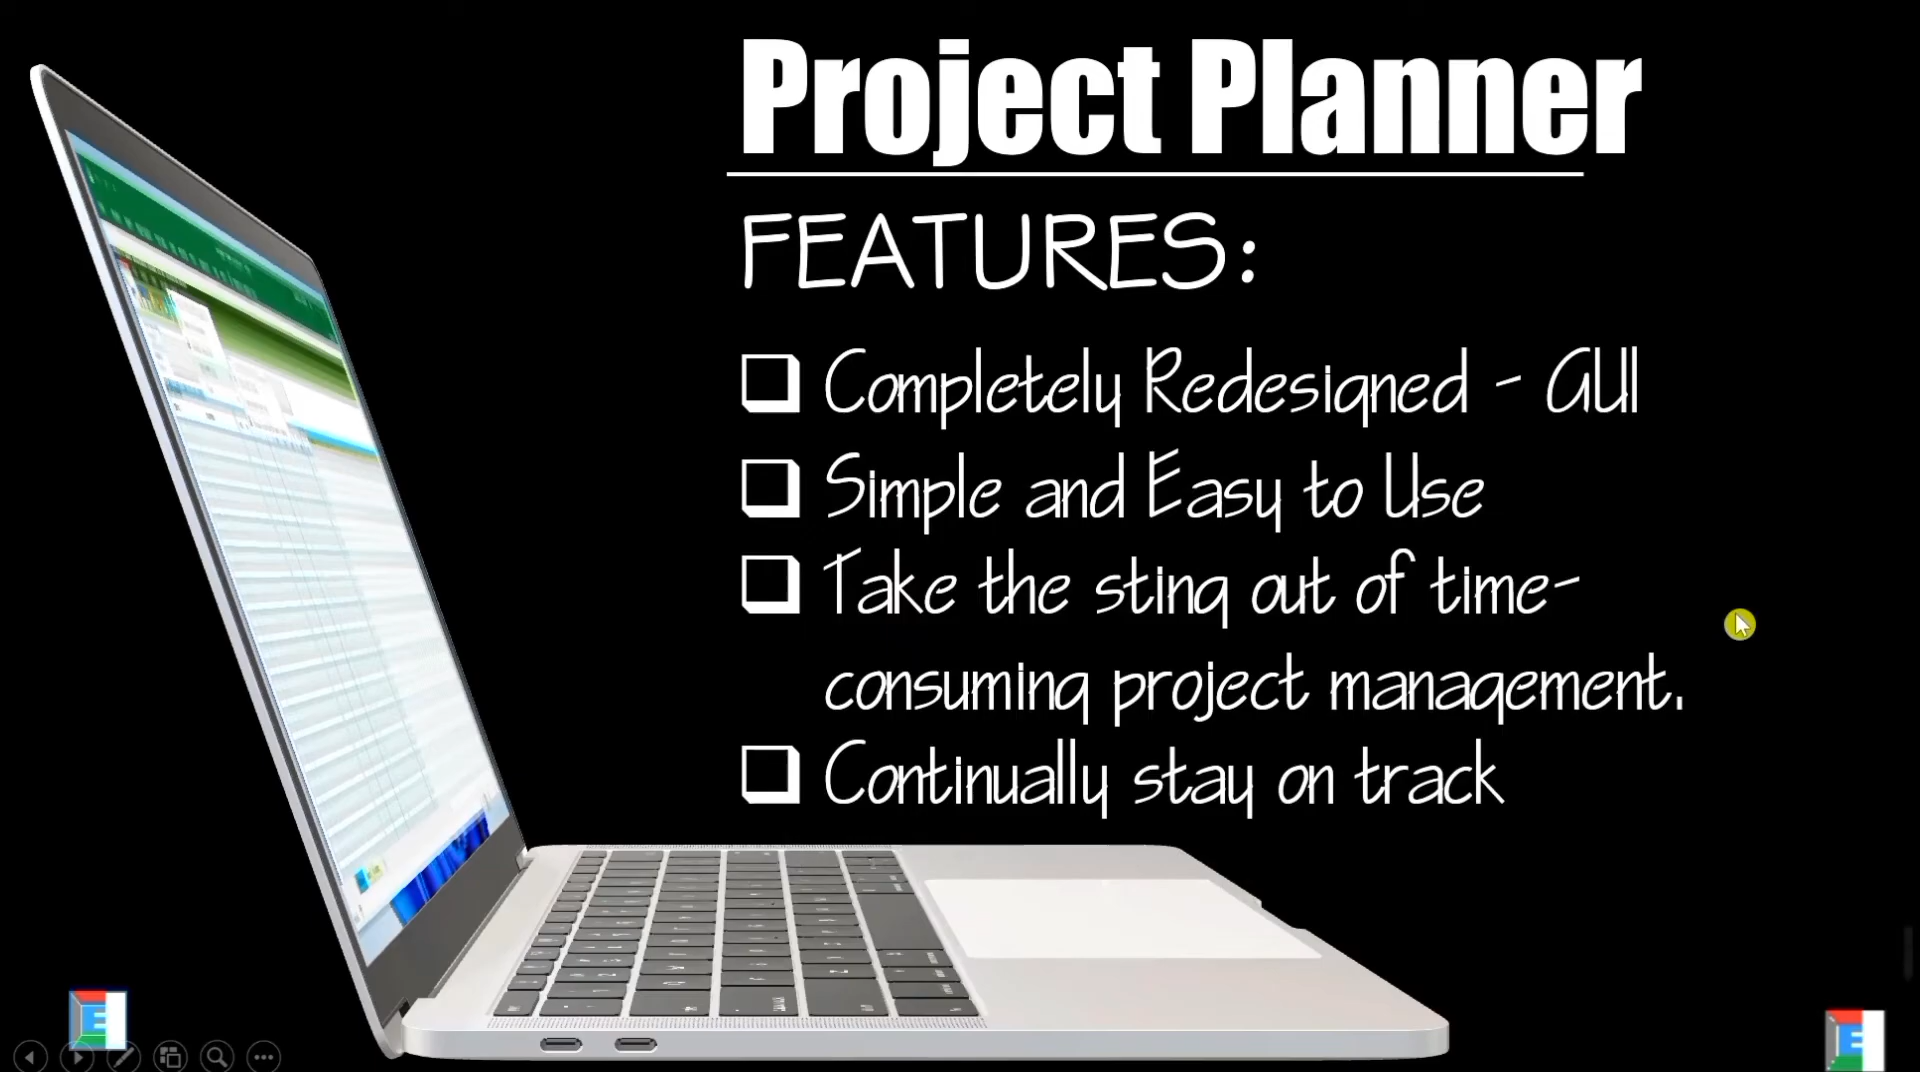 Project Planner
FEATURES:
Completely Redesigned - GUI
Simple and Easy to Use
Take the sting out of time-
consuming project management.
Continually stay on track
E
E